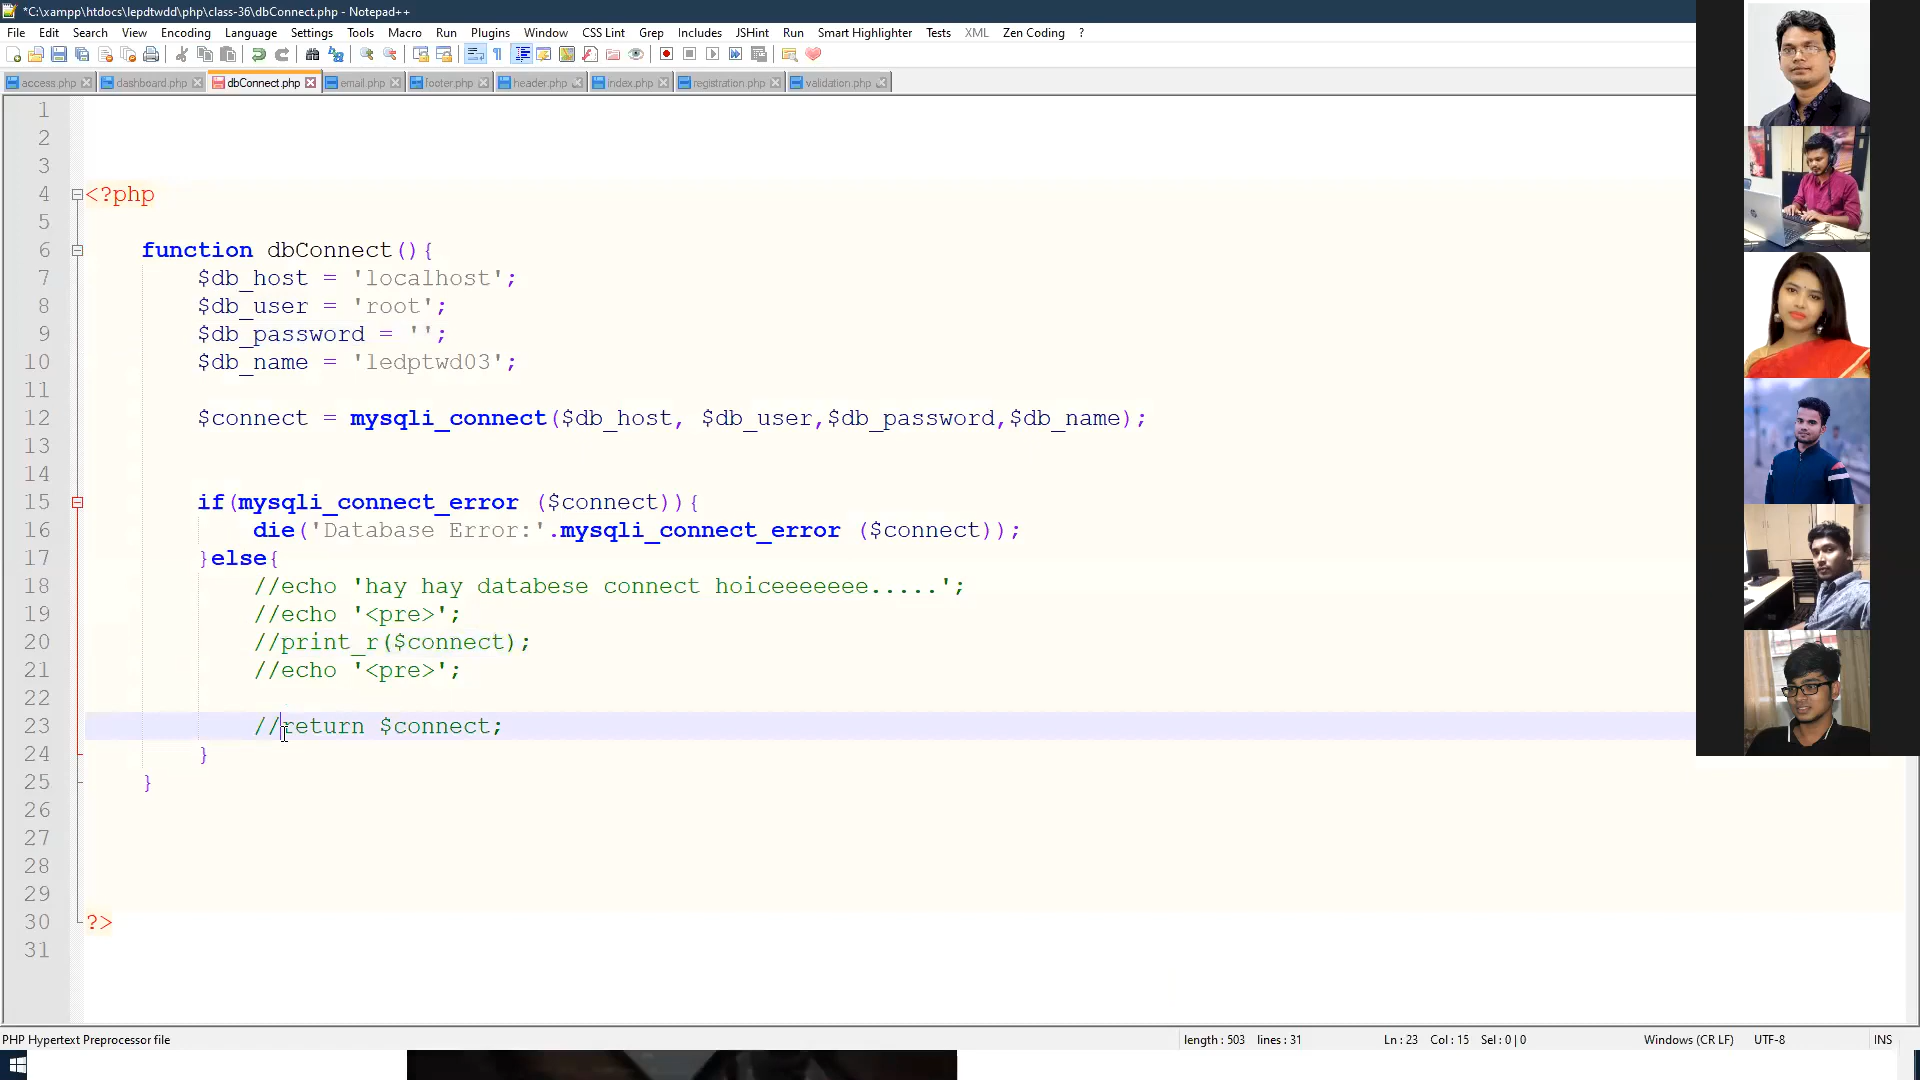 *C:\xampp\htdocs\lepdtwdd\php\class-36\dbConnect.php - Notepad++
File Edit Search View Encoding Language Settings Tools Macro Run Plugins Window CSS Lint Grep Includes JSHint Run Smart Highlighter Tests XML Zen Coding ?
access.php dashboard.php dbConnect.php email.php footer.php header.php index.php registration.php validation.php
1
2
3
4 <?php
5
6 function dbConnect(){
7 $db_host = 'localhost';
8 $db_user = 'root';
9 $db_password = '';
10 $db_name = 'ledptwd03';
11
12 $connect = mysqli_connect($db_host, $db_user,$db_password,$db_name);
13
14
15 if(mysqli_connect_error ($connect)){
16 die('Database Error:'.mysqli_connect_error ($connect));
17 }else{
18 //echo 'hay hay databese connect hoiceeeeeee.....';
19 //echo '<pre>';
20 //print_r($connect);
21 //echo '<pre>';
22
23 //return $connect;
24 }
25 }
26
27
28
29
30 ?>
31
PHP Hypertext Preprocessor file length : 503 lines : 31 Ln : 23 Col : 15 Sel : 0 | 0 Windows (CR LF) UTF-8 INS